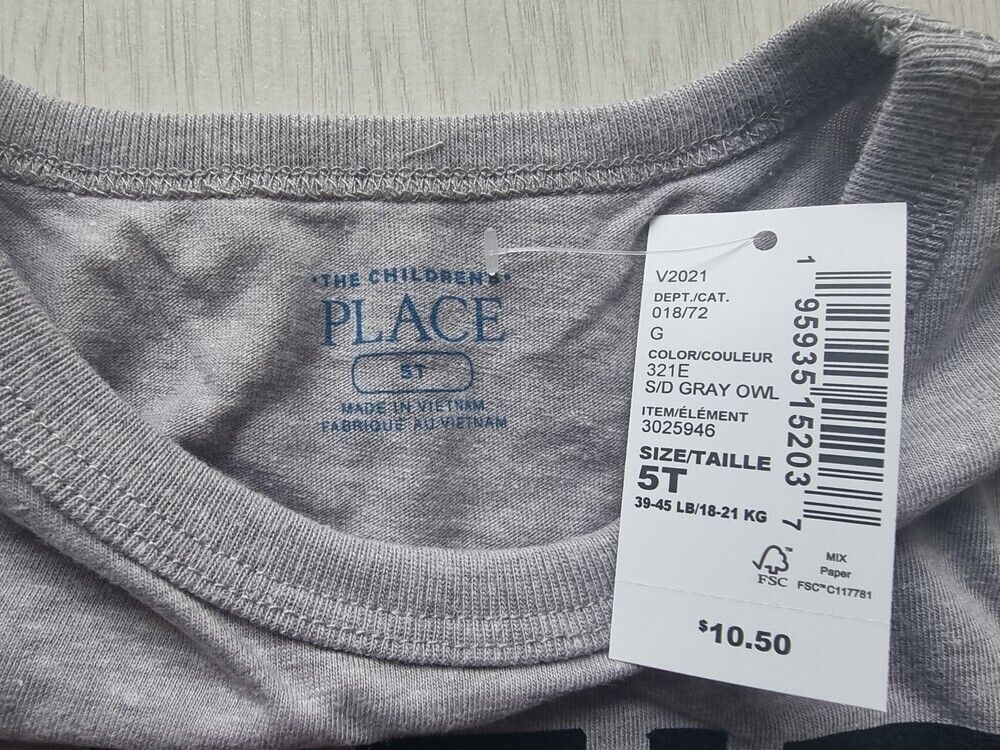 THE CHILDREN'S
PLACE
5T
MADE IN VIETNAM
FABRIQUÉ AU VIETNAM
V2021
DEPT./CAT.
018/72
G
COLOR/COULEUR
321E
S/D GRAY OWL
ITEM/ÉLÉMENT
3025946
SIZE/TAILLE
5T
39-45 LB/18-21 KG
1 95935 15203 7
FSC™
MIX
Paper
FSC™ C117781
$10.50